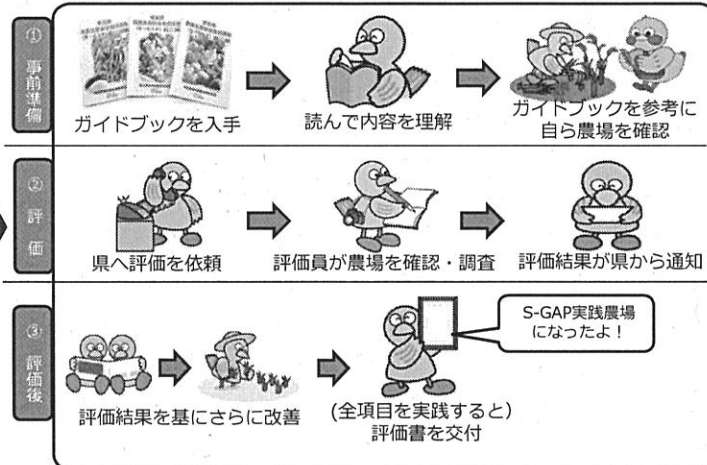 ① 事前準備
ガイドブックを入手
読んで内容を理解
ガイドブックを参考に
自ら農場を確認
② 評価
県へ評価を依頼
評価員が農場を確認・調査
評価結果が県から通知
③ 評価後
評価結果を基にさらに改善
(全項目を実践すると)
評価書を交付
S-GAP実践農場
になったよ！